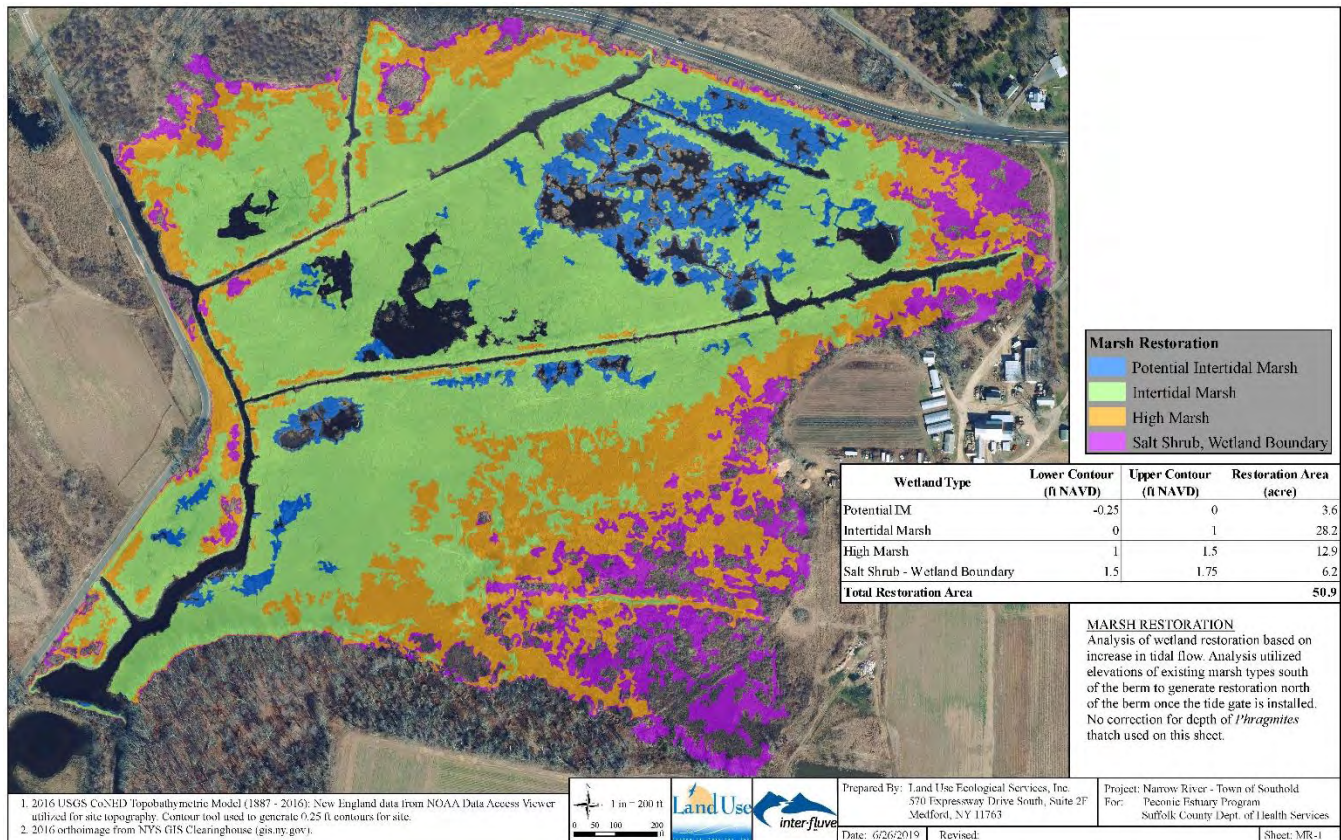 Marsh Restoration
Potential Intertidal Marsh
Intertidal Marsh
High Marsh
Salt Shrub, Wetland Boundary
Wetland Type Lower Contour (ft NAVD) Upper Contour (ft NAVD) Restoration Area (acre)
Potential IM -0.25 0 3.6
Intertidal Marsh 0 1 28.2
High Marsh 1 1.5 12.9
Salt Shrub - Wetland Boundary 1.5 1.75 6.2
Total Restoration Area 50.9
MARSH RESTORATION
Analysis of wetland restoration based on
increase in tidal flow. Analysis utilized
elevations of existing marsh types south
of the berm to generate restoration north
of the berm once the tide gate is installed.
No correction for depth of Phragmites
thatch used on this sheet.
1. 2016 USGS CoNED Topobathymetric Model (1887 - 2016): New England data from NOAA Data Access Viewer
utilized for site topography. Contour tool used to generate 0.25 ft contours for site.
2. 2016 orthoimage from NYS GIS Clearinghouse (gis.ny.gov).
1 in = 200 ft
100 50 0 200
Land Use
inter-fluve
Prepared By: Land Use Ecological Services, Inc.
570 Expressway Drive South, Suite 2F
Medford, NY 11763
Date: 6/26/2019 Revised:
Project: Narrow River - Town of Southold
For: Peconic Estuary Program
Suffolk County Dept. of Health Services
Sheet: MR-1